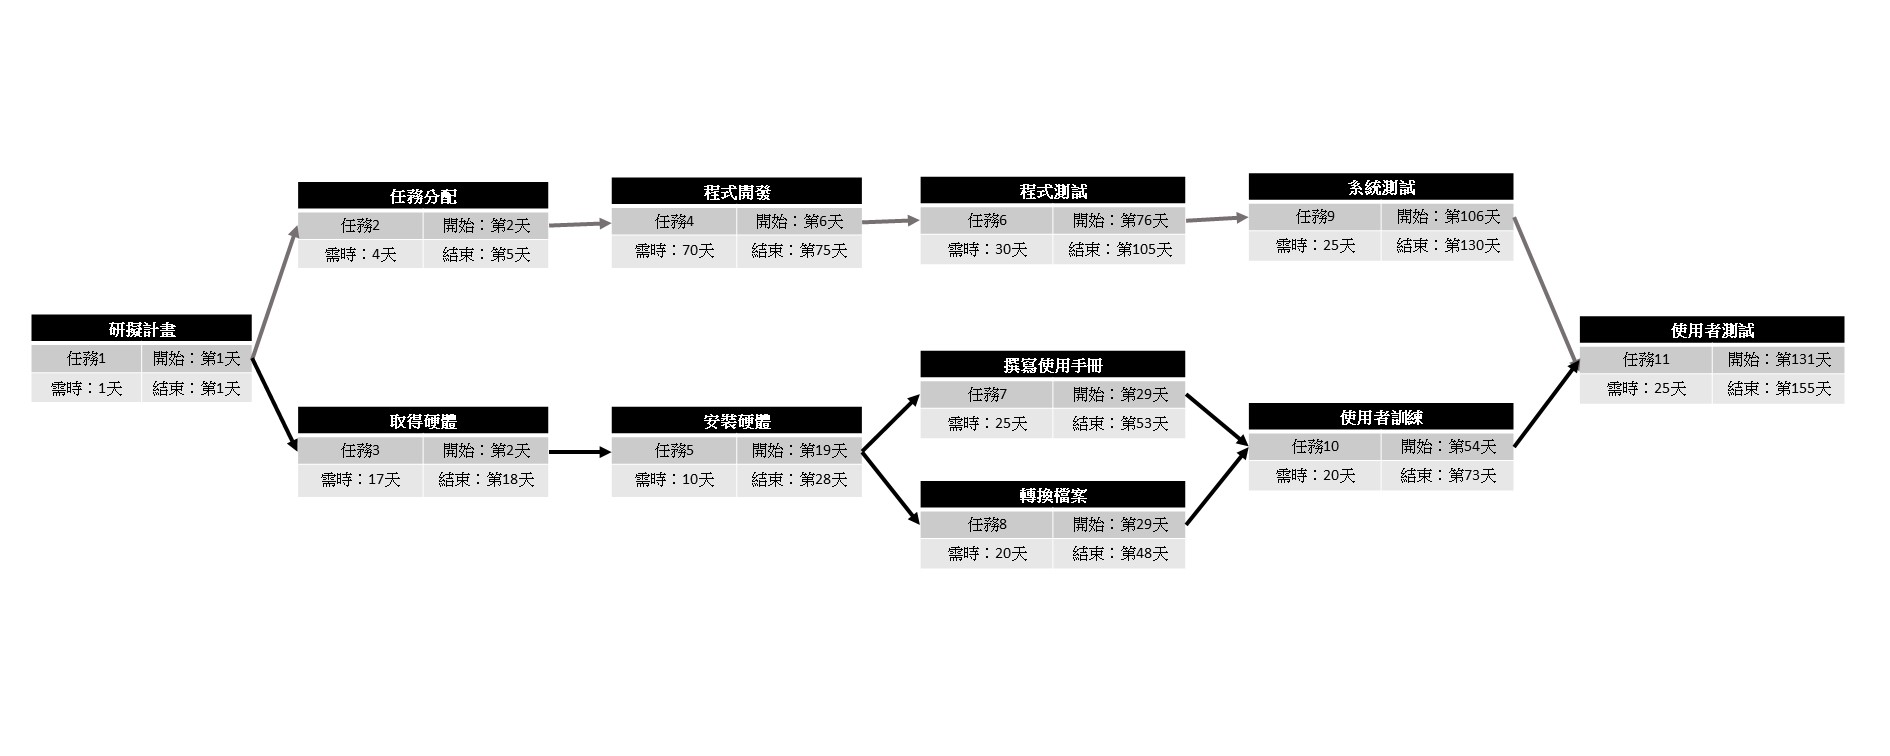 研擬計畫
任務1 開始：第1天
需時：1天 結束：第1天
任務分配
任務2 開始：第2天
需時：4天 結束：第5天
取得硬體
任務3 開始：第2天
需時：17天 結束：第18天
程式開發
任務4 開始：第6天
需時：70天 結束：第75天
安裝硬體
任務5 開始：第19天
需時：10天 結束：第28天
程式測試
任務6 開始：第76天
需時：30天 結束：第105天
撰寫使用手冊
任務7 開始：第29天
需時：25天 結束：第53天
轉換檔案
任務8 開始：第29天
需時：20天 結束：第48天
系統測試
任務9 開始：第106天
需時：25天 結束：第130天
使用者訓練
任務10 開始：第54天
需時：20天 結束：第73天
使用者測試
任務11 開始：第131天
需時：25天 結束：第155天